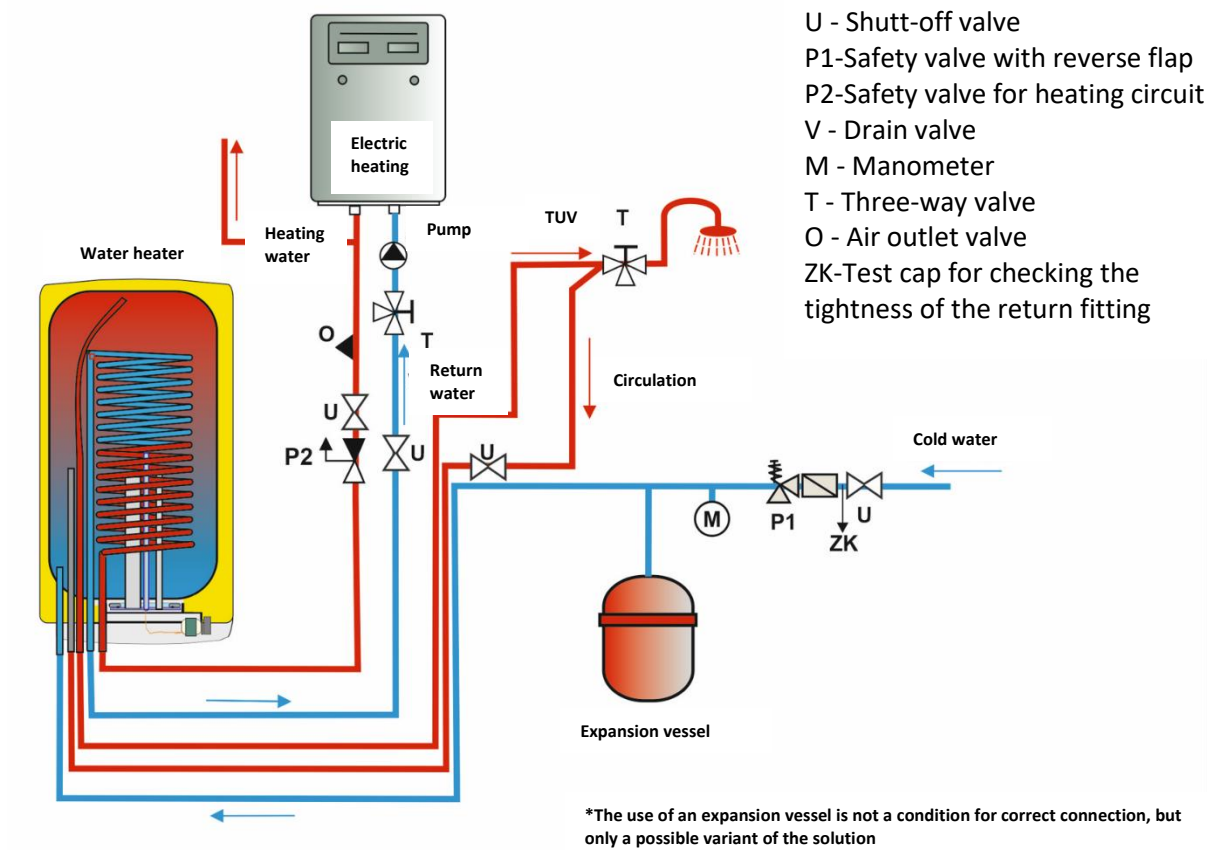 U - Shutt-off valve
P1-Safety valve with reverse flap
P2-Safety valve for heating circuit
V - Drain valve
M - Manometer
T - Three-way valve
O - Air outlet valve
ZK-Test cap for checking the
tightness of the return fitting
Electric
heating
Heating
water
Pump
TUV
T
Water heater
O
T
Return
water
Circulation
U
P2
U
U
Cold water
M
P1
U
ZK
Expansion vessel
*The use of an expansion vessel is not a condition for correct connection, but
only a possible variant of the solution